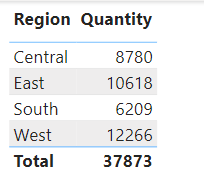 Region Quantity
Central 8780
East 10618
South 6209
West 12266
Total 37873